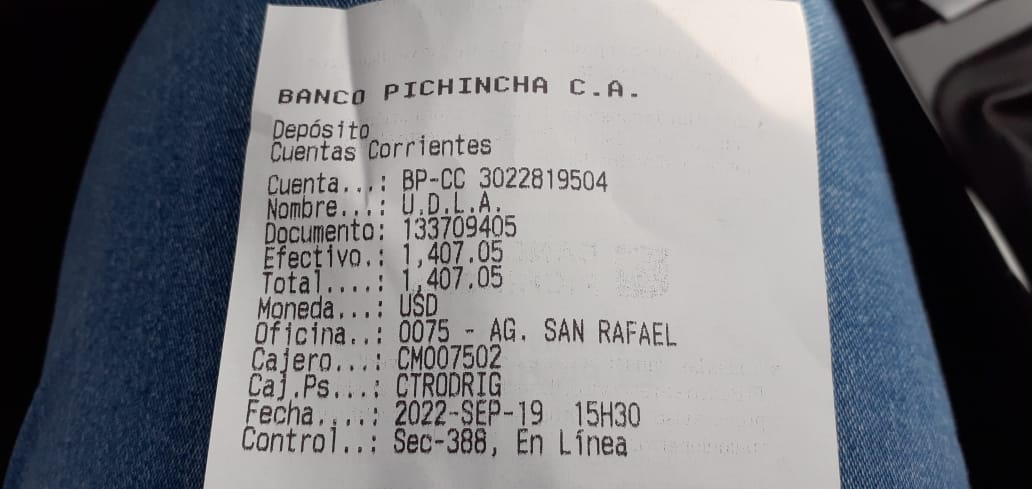 BANCO PICHINCHA C.A.
Depósito
Cuentas Corrientes
Cuenta...: BP-CC 3022819504
Nombre...: U.D.L.A.
Documento: 133709405
Efectivo.: 1,407.05
Total....: 1,407.05
Moneda...: USD
Oficina..: 0075 - AG. SAN RAFAEL
Cajero...: CM007502
Caj.Ps...: CTRODRIG
Fecha....: 2022-SEP-19 15H30
Control..: Sec-388, En Línea